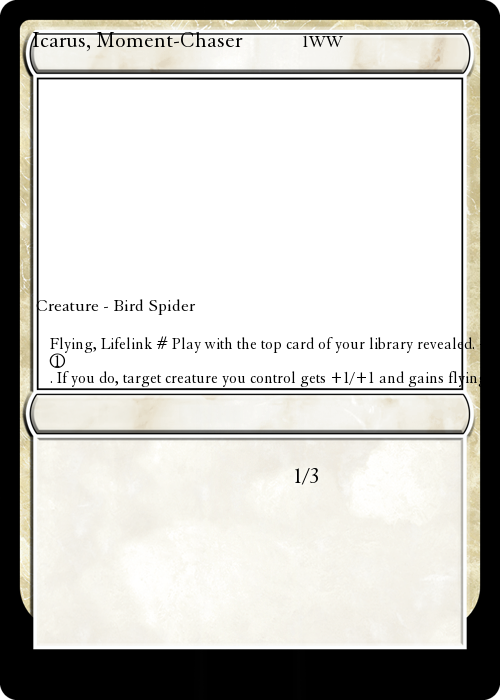 Icarus, Moment-Chaser 1WW
Creature - Bird Spider
Flying, Lifelink # Play with the top card of your library revealed.
①
. If you do, target creature you control gets +1/+1 and gains flying
1/3